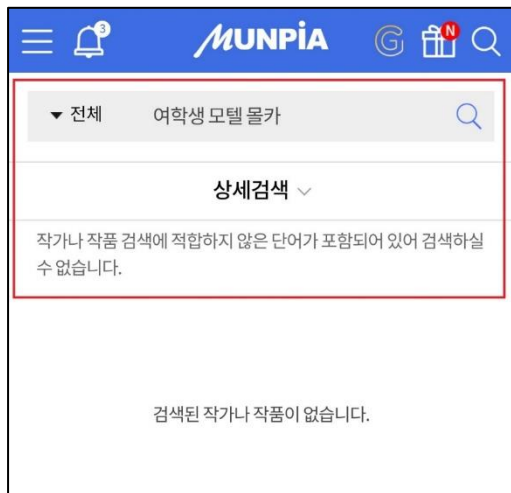 3
MUNPIA
G
N
▼ 전체 여학생 모텔 몰카
상세검색
작가나 작품 검색에 적합하지 않은 단어가 포함되어 있어 검색하실
수 없습니다.
검색된 작가나 작품이 없습니다.